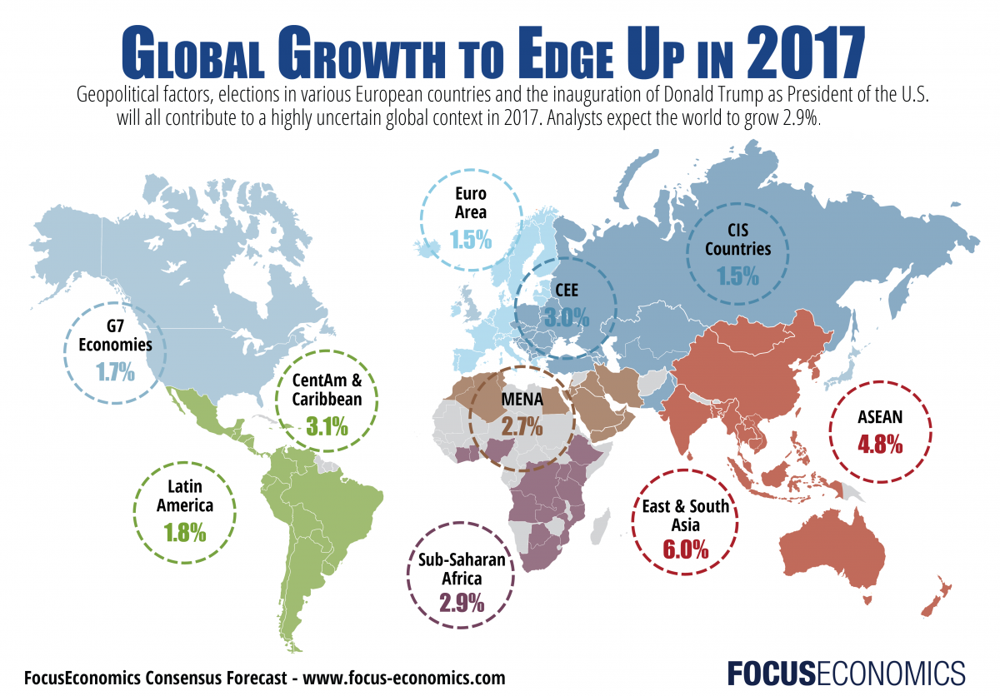 GLOBAL GROWTH TO EDGE UP IN 2017
Geopolitical factors, elections in various European countries and the inauguration of Donald Trump as President of the U.S.
will all contribute to a highly uncertain global context in 2017. Analysts expect the world to grow 2.9%.
Euro
Area
1.5%
CIS
Countries
1.5%
CEE
3.0%
G7
Economies
1.7%
CentAm &
Caribbean
3.1%
MENA
2.7%
ASEAN
4.8%
Latin
America
1.8%
East & South
Asia
6.0%
Sub-Saharan
Africa
2.9%
FocusEconomics Consensus Forecast - www.focus-economics.com
FOCUSECONOMICS